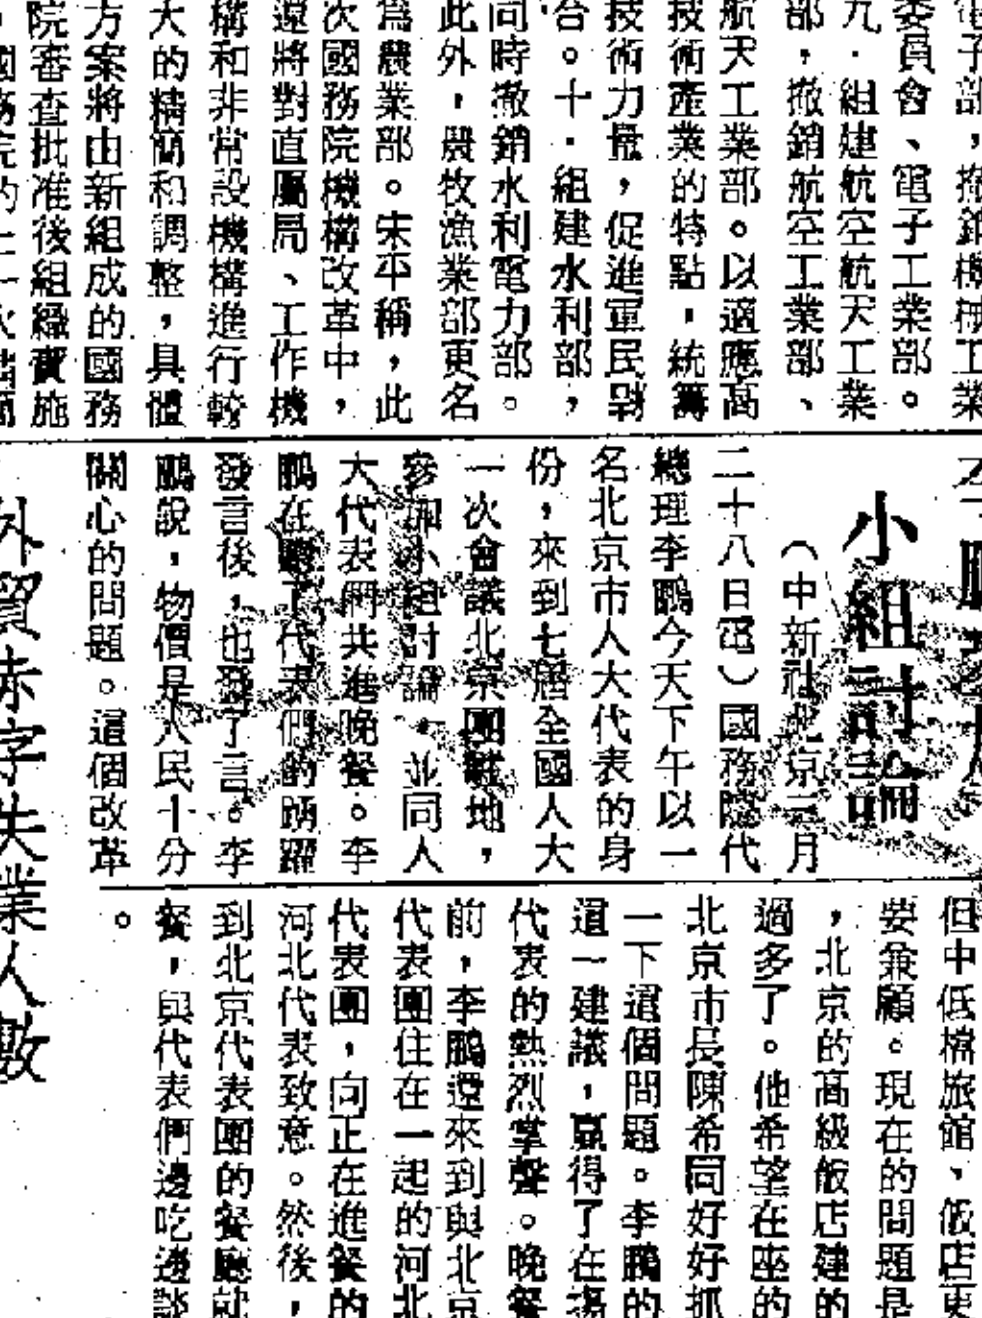 電子部，撤銷機械工業
委員會、電子工業部。
九．組建航空航天工業
部，撤銷航空工業部、
航天工業部。以適應高
技術產業的特點，統籌
技術力量，促進軍民
合。十．組建水利部，
同時撤銷水利電力部。
此外，農牧漁業部更名
為農業部。宋平稱，此
次國務院機構改革中，
還將對直屬局、工作機
構和非常設機構進行較
大的精簡和調整，具體
方案將由新組成的國務
院審查批准後組織實施
小組討論
（中新社北京三月
二十八日電）國務院代
總理李鵬今天下午以一
名北京市人大代表的身
份，來到七屆全國人大
一次會議北京團駐地，
參加小組討論，並同人
大代表們共進晚餐。李
鵬在聽了代表們的踴躍
發言後，也發了言。李
鵬說，物價是人民十分
關心的問題。這個改革
但中低檔旅館、飯店更
要兼顧。現在的問題是
，北京的高級飯店建的
過多了。他希望在座的
北京市長陳希同好好抓
一下這個問題。李鵬的
這一建議，贏得了在場
代表的熱烈掌聲。晚餐
前，李鵬還來到與北京
代表團住在一起的河北
代表團，向正在進餐的
河北代表致意。然後，
到北京代表團的餐廳就
餐，與代表們邊吃邊談
。
外貿赤字失業人數